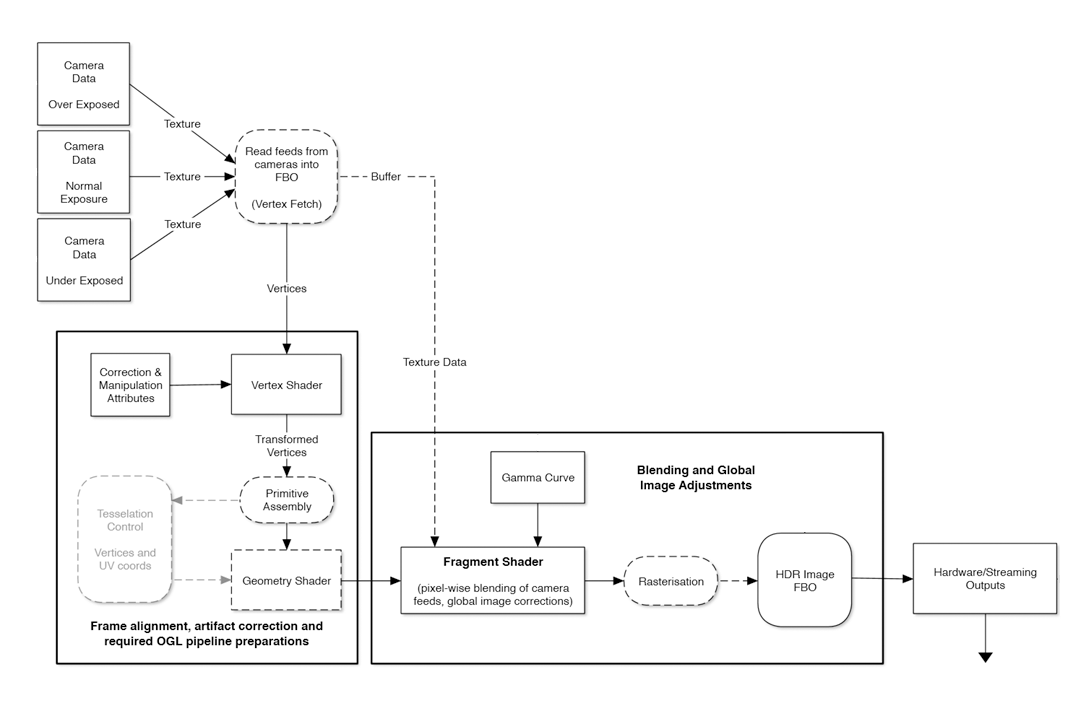 Camera
Data
Over Exposed
Camera
Data
Normal
Exposure
Camera
Data
Under Exposed
Texture
Texture
Texture
Read feeds from
cameras into
FBO
(Vertex Fetch)
Buffer
Vertices
Texture Data
Correction &
Manipulation
Attributes
Vertex Shader
Transformed
Vertices
Primitive
Assembly
Tesselation
Control
Vertices and
UV coords
Geometry Shader
Frame alignment, artifact correction and
required OGL pipeline preparations
Gamma Curve
Blending and Global
Image Adjustments
Fragment Shader
(pixel-wise blending of camera
feeds, global image corrections)
Rasterisation
HDR Image
FBO
Hardware/Streaming
Outputs